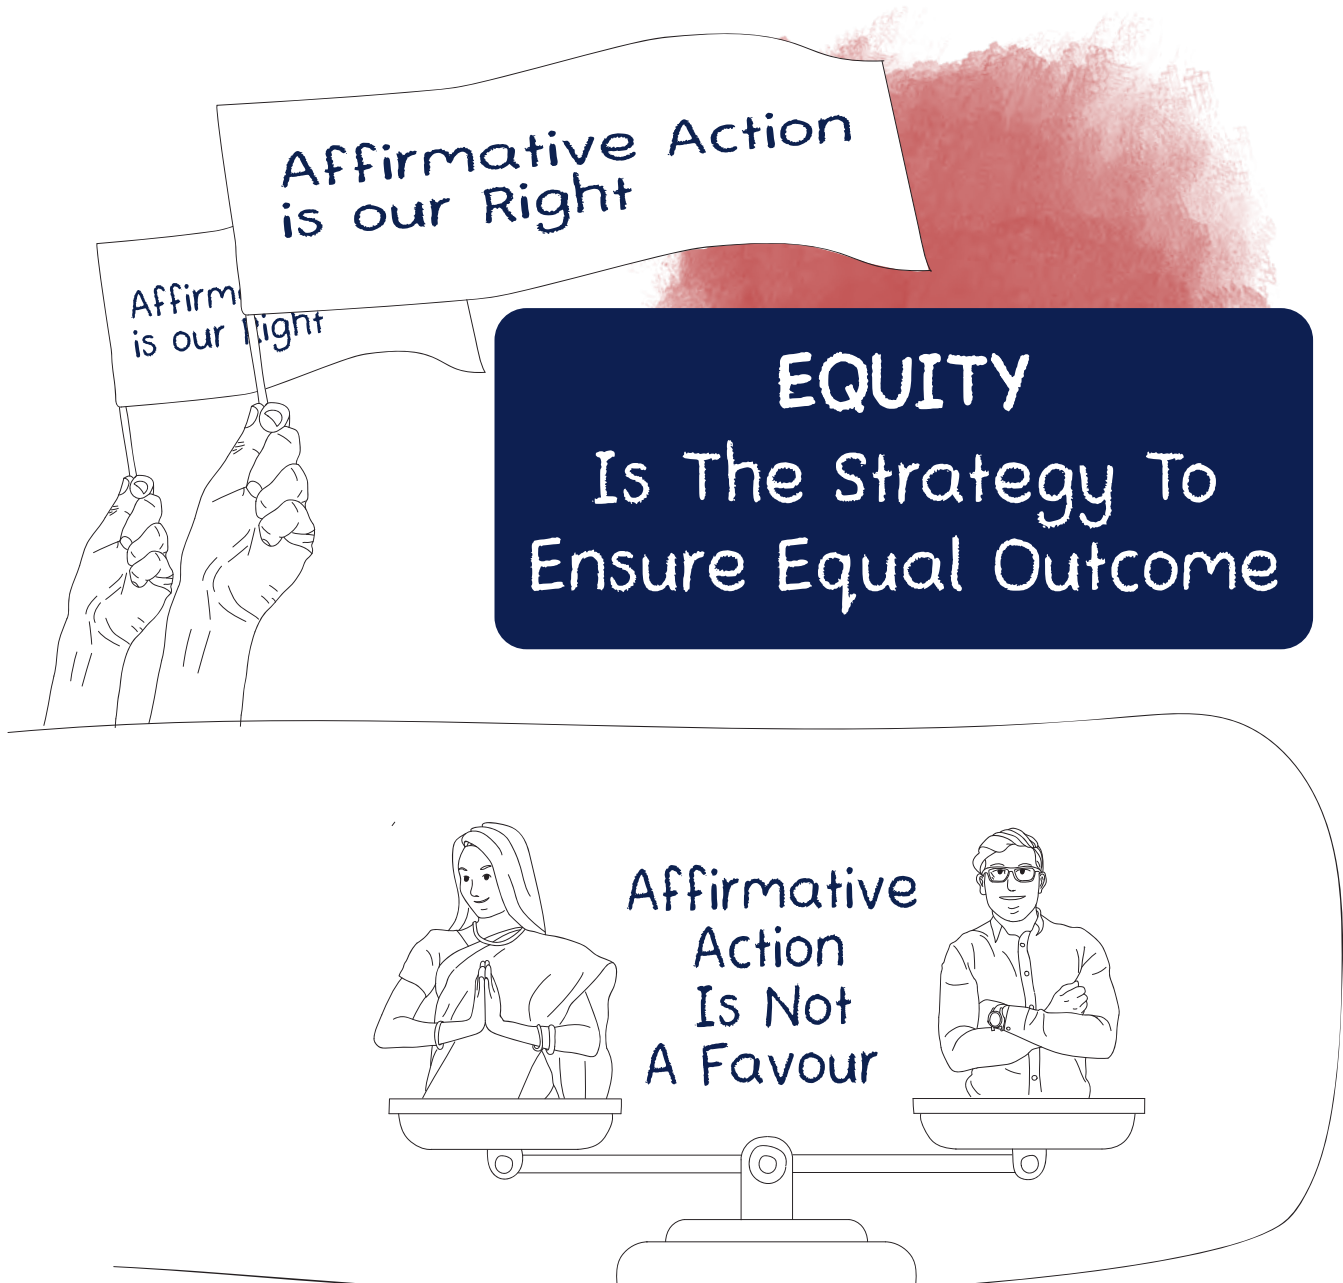 Affirmative Action
is our Right
is our Right
EQUITY
Is The Strategy To
Ensure Equal Outcome
Affirmative
Action
Is Not
A Favour